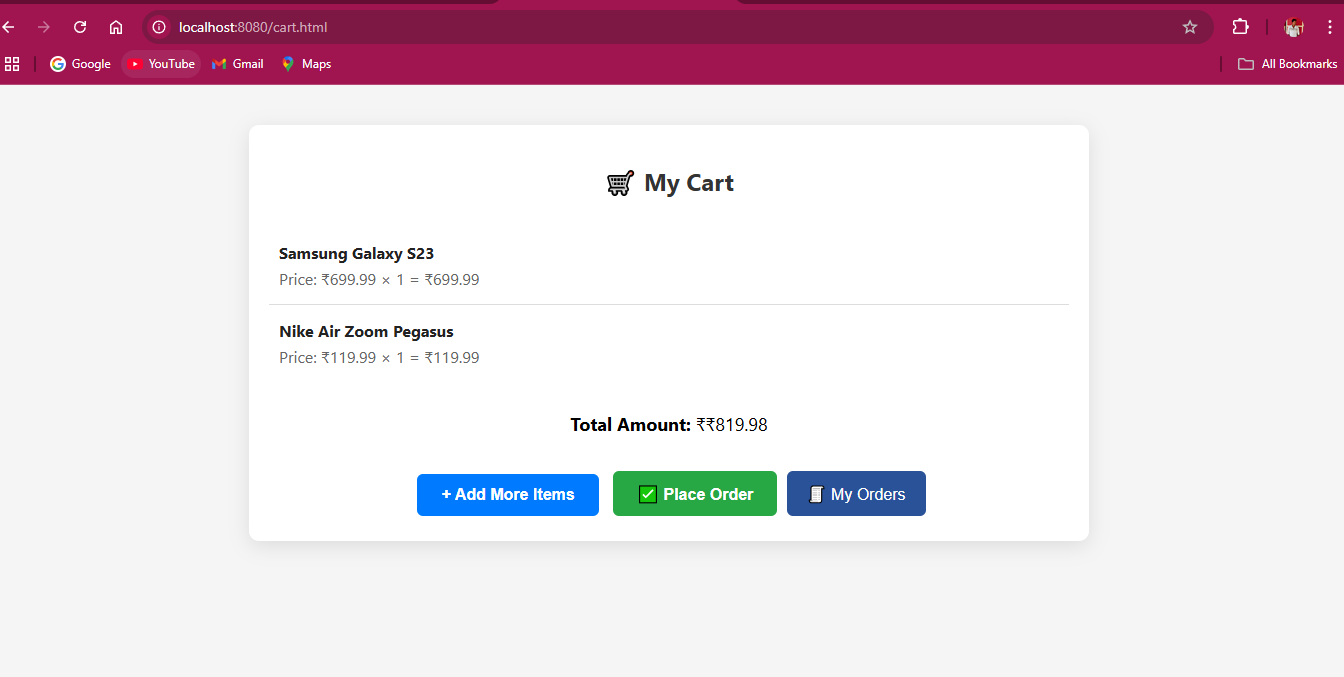 localhost:8080/cart.html
Google YouTube Gmail Maps All Bookmarks
My Cart
Samsung Galaxy S23
Price: ₹699.99 × 1 = ₹699.99
Nike Air Zoom Pegasus
Price: ₹119.99 × 1 = ₹119.99
Total Amount: ₹₹819.98
+ Add More Items ✅ Place Order My Orders